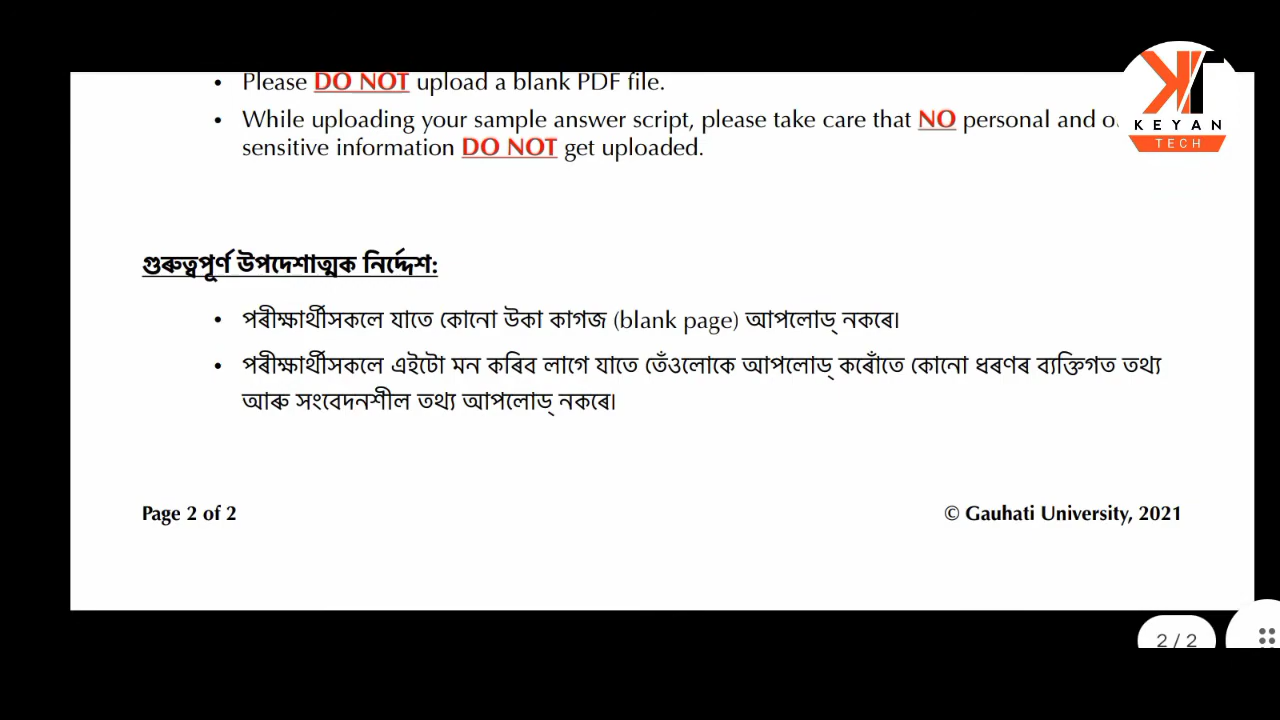 • Please DO NOT upload a blank PDF file.
• While uploading your sample answer script, please take care that NO personal and
sensitive information DO NOT get uploaded.
KEYAN
TECH
গুৰুত্বপূৰ্ণ উপদেশাত্মক নিৰ্দ্দেশ:
• পৰীক্ষাৰ্থীসকলে যাতে কোনো উকা কাগজ (blank page) আপলোড্ নকৰে।
• পৰীক্ষাৰ্থীসকলে এইটো মন কৰিব লাগে যাতে তেঁওলোকে আপলোড্ কৰোঁতে কোনো ধৰণৰ ব্যক্তিগত তথ্য
আৰু সংবেদনশীল তথ্য আপলোড্ নকৰে।
Page 2 of 2
© Gauhati University, 2021
2 / 2